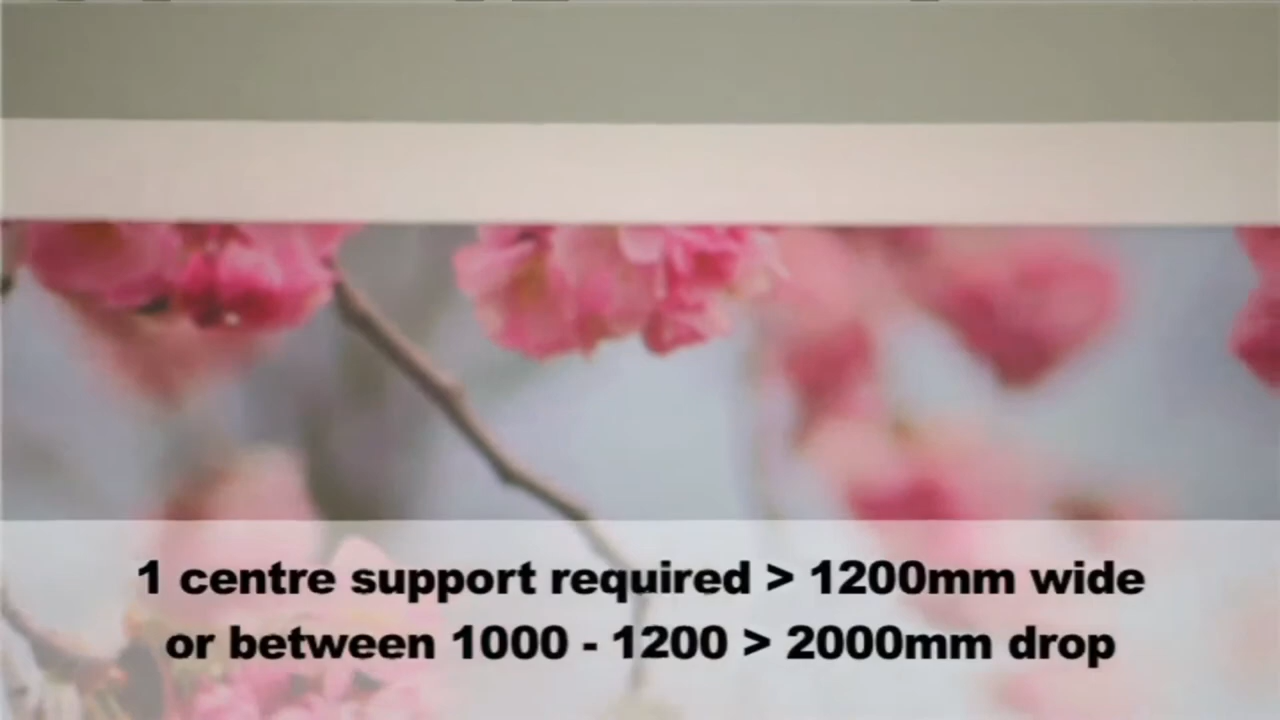 1 centre support required > 1200mm wide
or between 1000 - 1200 > 2000mm drop